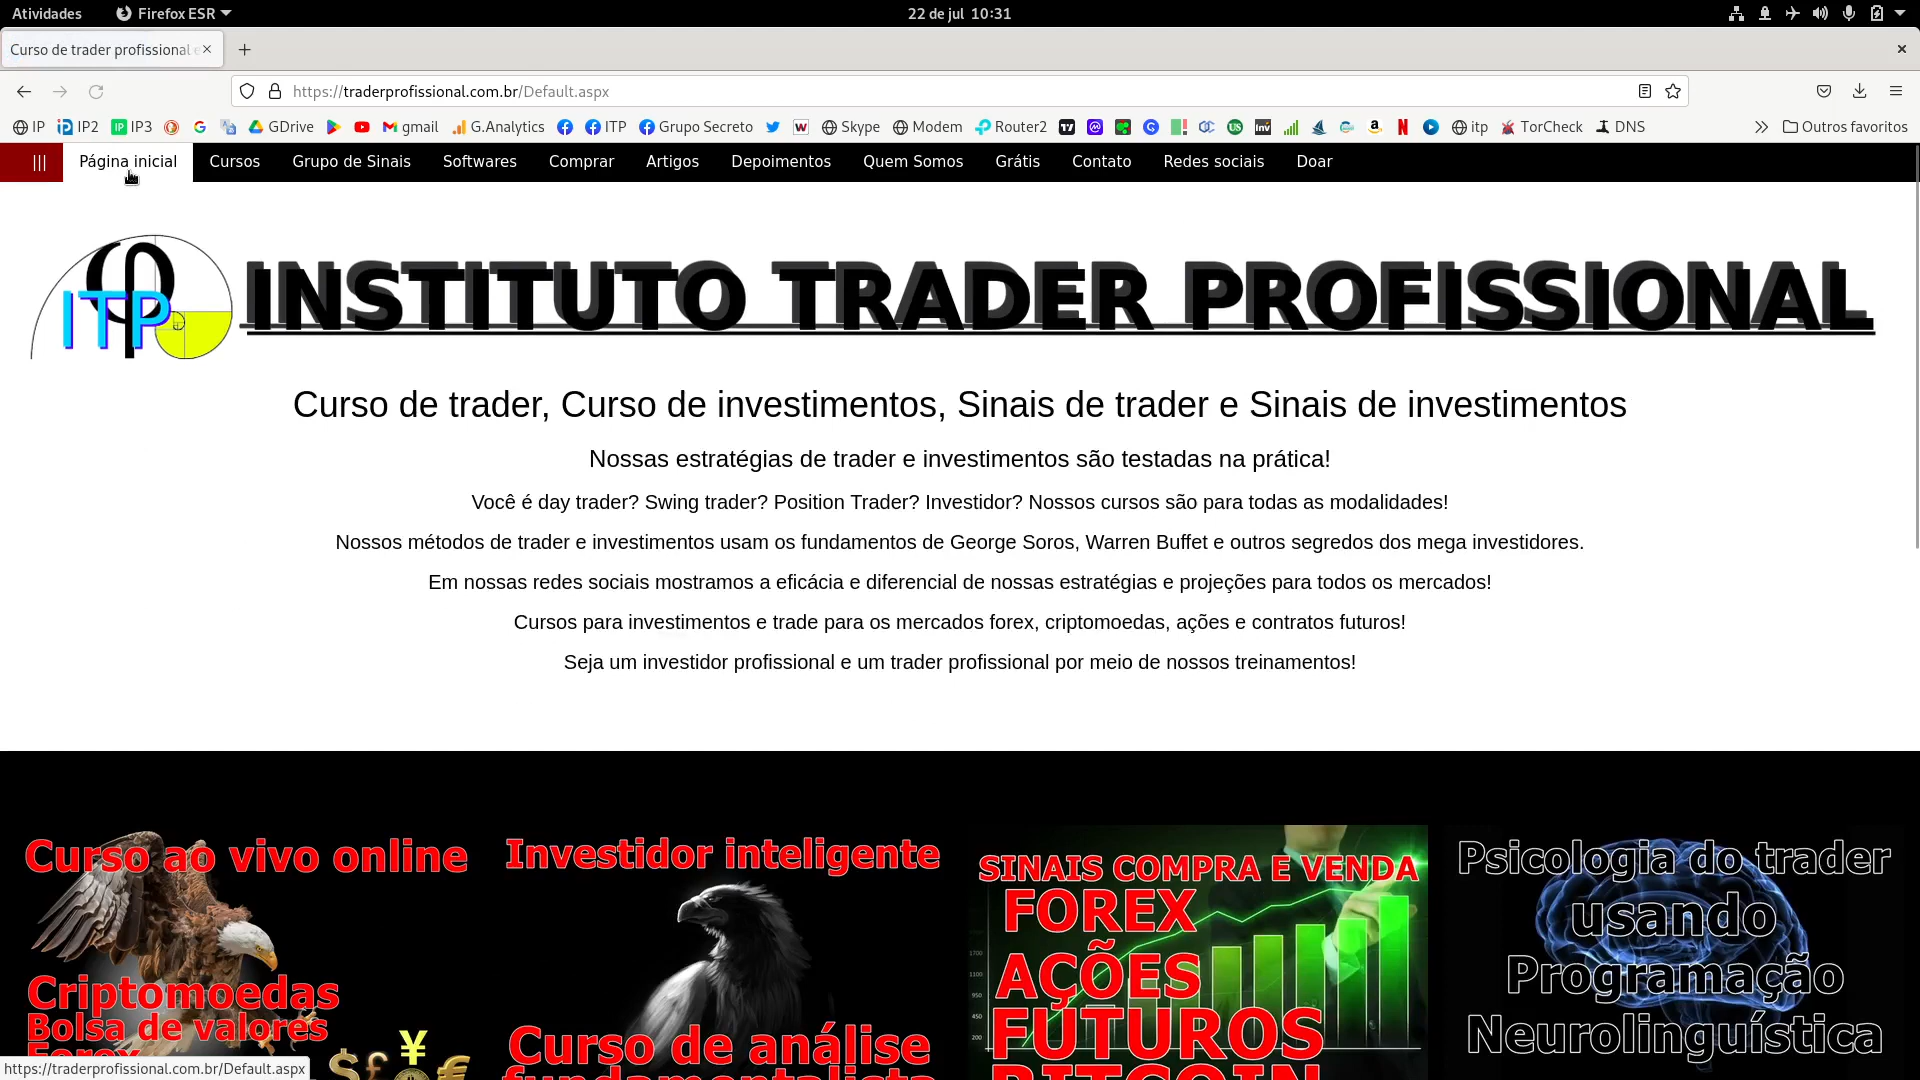 Atividades Firefox ESR 22 de jul 10:31
Curso de trader profissional
https://traderprofissional.com.br/Default.aspx
IP IP2 IP3 GDrive gmail G.Analytics ITP Grupo Secreto Skype Modem Router2 itp TorCheck DNS Outros favoritos
||| Página inicial Cursos Grupo de Sinais Softwares Comprar Artigos Depoimentos Quem Somos Grátis Contato Redes sociais Doar
ITP INSTITUTO TRADER PROFISSIONAL
Curso de trader, Curso de investimentos, Sinais de trader e Sinais de investimentos
Nossas estratégias de trader e investimentos são testadas na prática!
Você é day trader? Swing trader? Position Trader? Investidor? Nossos cursos são para todas as modalidades!
Nossos métodos de trader e investimentos usam os fundamentos de George Soros, Warren Buffet e outros segredos dos mega investidores.
Em nossas redes sociais mostramos a eficácia e diferencial de nossas estratégias e projeções para todos os mercados!
Cursos para investimentos e trade para os mercados forex, criptomoedas, ações e contratos futuros!
Seja um investidor profissional e um trader profissional por meio de nossos treinamentos!
Curso ao vivo online
Criptomoedas
Bolsa de valores
Forex
Investidor inteligente
Curso de análise
fundamentalista
SINAIS COMPRA E VENDA
FOREX
AÇÕES
FUTUROS
BITCOIN
Psicologia do trader
usando
Programação
Neurolinguística
https://traderprofissional.com.br/Default.aspx